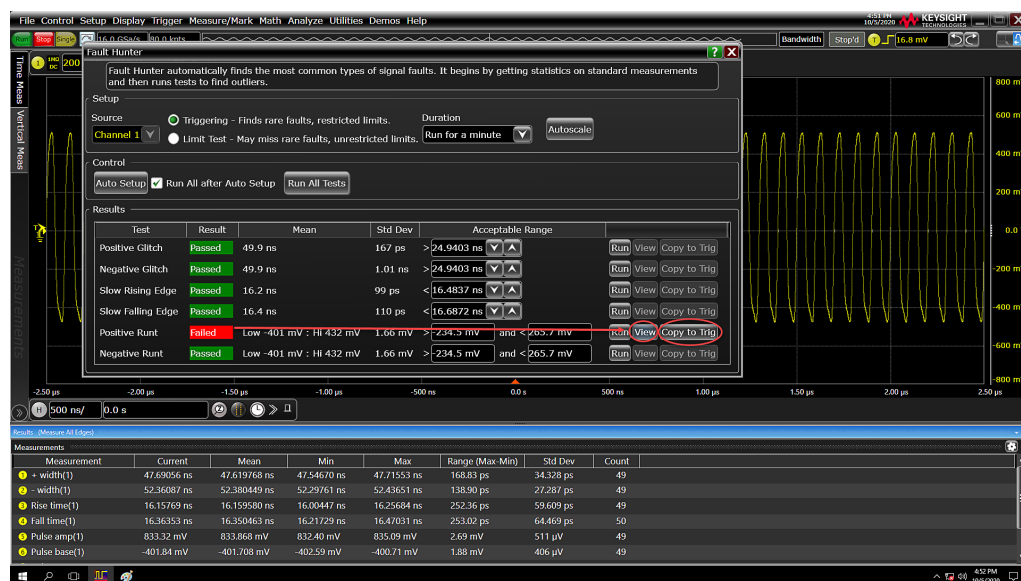 File Control Setup Display Trigger Measure/Mark Math Analyze Utilities Demos Help
4:51 PM
10/5/2020
KEYSIGHT
TECHNOLOGIES
Run Stop Single 16.0 GSa/s 80.0 kpts
Bandwidth Stop'd 1 16.8 mV
Time Meas
Vertical Meas
Measurements
1 1MΩ
DC 200
Fault Hunter ? X
Fault Hunter automatically finds the most common types of signal faults. It begins by getting statistics on standard measurements
and then runs tests to find outliers.
Setup
Source
Channel 1
Triggering - Finds rare faults, restricted limits.
Limit Test - May miss rare faults, unrestricted limits.
Duration
Run for a minute
Autoscale
Control
Auto Setup Run All after Auto Setup Run All Tests
Results
Test Result Mean Std Dev Acceptable Range
Positive Glitch Passed 49.9 ns 167 ps > 24.9403 ns Run View Copy to Trig
Negative Glitch Passed 49.9 ns 1.01 ns > 24.9403 ns Run View Copy to Trig
Slow Rising Edge Passed 16.2 ns 99 ps < 16.4837 ns Run View Copy to Trig
Slow Falling Edge Passed 16.4 ns 110 ps < 16.6872 ns Run View Copy to Trig
Positive Runt Failed Low -401 mV : Hi 432 mV 1.66 mV > -234.5 mV and < 265.7 mV Run View Copy to Trig
Negative Runt Passed Low -401 mV : Hi 432 mV 1.66 mV > -234.5 mV and < 265.7 mV Run View Copy to Trig
800 m
600 m
400 m
200 m
0.0
-200 m
-400 m
-600 m
-800 m
-2.50 µs -2.00 µs -1.50 µs -1.00 µs -500 ns 0.0 s 500 ns 1.00 µs 1.50 µs 2.00 µs 2.50 µs
H 500 ns/ 0.0 s
Results (Measure All Edges)
Measurements
Measurement Current Mean Min Max Range (Max-Min) Std Dev Count
1 + width(1) 47.69056 ns 47.619768 ns 47.54670 ns 47.71553 ns 168.83 ps 34.328 ps 49
2 - width(1) 52.36087 ns 52.380449 ns 52.29761 ns 52.43651 ns 138.90 ps 27.287 ps 49
3 Rise time(1) 16.15769 ns 16.159580 ns 16.00447 ns 16.25684 ns 252.36 ps 59.609 ps 49
4 Fall time(1) 16.36353 ns 16.350463 ns 16.21729 ns 16.47031 ns 253.02 ps 64.469 ps 50
5 Pulse amp(1) 833.32 mV 833.868 mV 832.40 mV 835.09 mV 2.69 mV 511 µV 49
6 Pulse base(1) -401.84 mV -401.708 mV -402.59 mV -400.71 mV 1.88 mV 406 µV 49
4:52 PM
10/5/2020